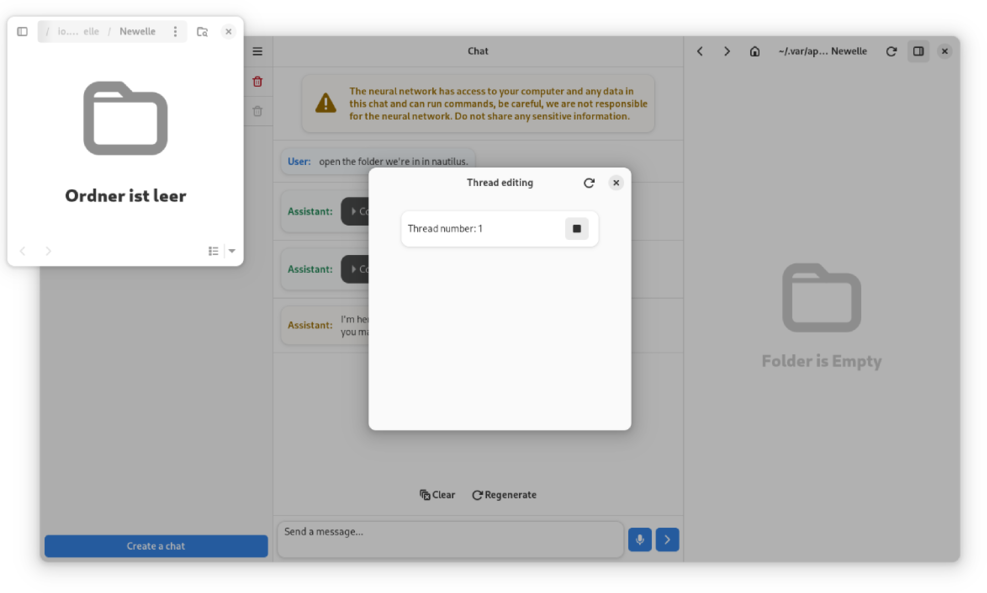 / io.... elle / Newelle
Ordner ist leer
Chat
~/.var/ap... Newelle
The neural network has access to your computer and any data in
this chat and can run commands, be careful, we are not responsible
for the neural network. Do not share any sensitive information.
User: open the folder we're in in nautilus.
Assistant: Co
Assistant: Co
Assistant: I'm he
you ma
Thread editing
Thread number: 1
Folder is Empty
Clear Regenerate
Send a message...
Create a chat